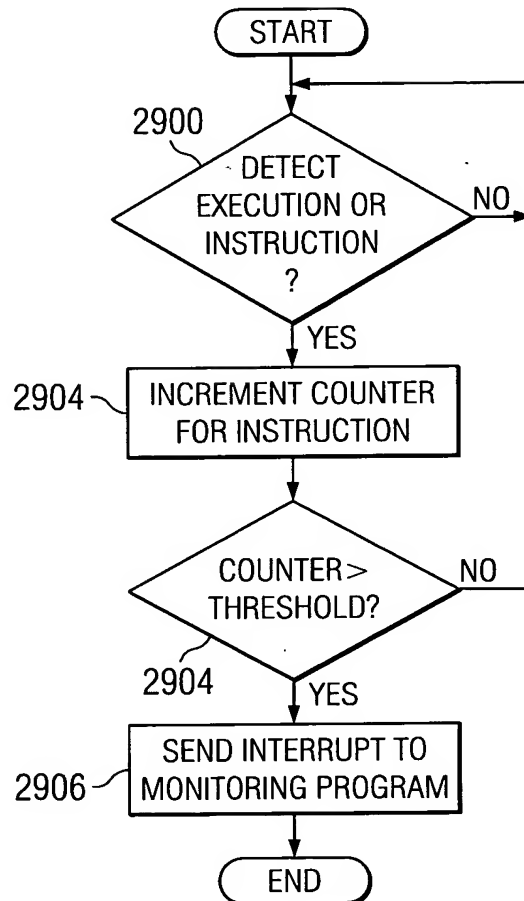 START
2900
DETECT
EXECUTION OR
INSTRUCTION
?
NO
YES
2904
INCREMENT COUNTER
FOR INSTRUCTION
COUNTER>
THRESHOLD?
NO
2904
YES
2906
SEND INTERRUPT TO
MONITORING PROGRAM
END